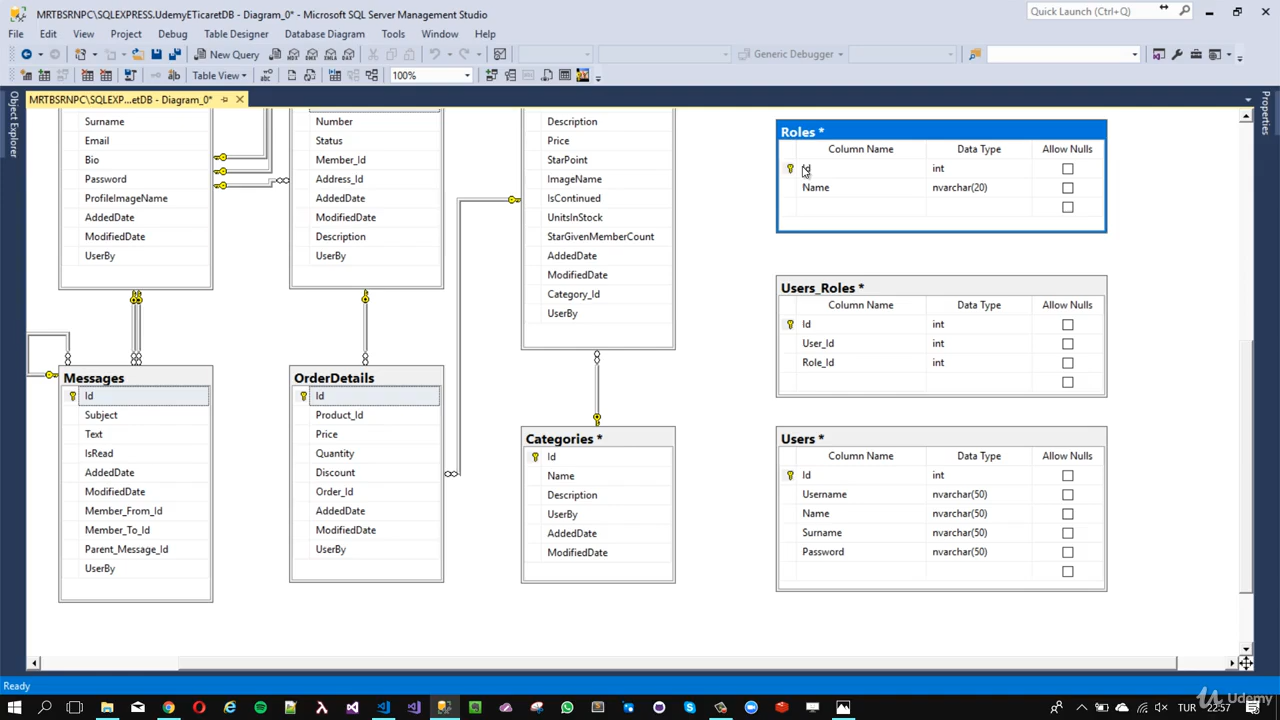 MRTBSRNPC\SQLEXPRESS.UdemyETicaretDB - Diagram_0* - Microsoft SQL Server Management Studio
Quick Launch (Ctrl+Q)
File Edit View Project Debug Table Designer Database Diagram Tools Window Help
New Query
Generic Debugger
Table View
100%
MRTBSRNPC\SQLEXP...etDB - Diagram_0*
Object Explorer
Properties
Surname
Email
Bio
Password
ProfileImageName
AddedDate
ModifiedDate
UserBy
Number
Status
Member_Id
Address_Id
AddedDate
ModifiedDate
Description
UserBy
Description
Price
StarPoint
ImageName
IsContinued
UnitsInStock
StarGivenMemberCount
AddedDate
ModifiedDate
Category_Id
UserBy
Roles *
Column Name Data Type Allow Nulls
Id int
Name nvarchar(20)
Users_Roles *
Column Name Data Type Allow Nulls
Id int
User_Id int
Role_Id int
Messages
Id
Subject
Text
IsRead
AddedDate
ModifiedDate
Member_From_Id
Member_To_Id
Parent_Message_Id
UserBy
OrderDetails
Id
Product_Id
Price
Quantity
Discount
Order_Id
AddedDate
ModifiedDate
UserBy
Categories *
Id
Name
Description
UserBy
AddedDate
ModifiedDate
Users *
Column Name Data Type Allow Nulls
Id int
Username nvarchar(50)
Name nvarchar(50)
Surname nvarchar(50)
Password nvarchar(50)
Ready
Udemy
TUR 22:57